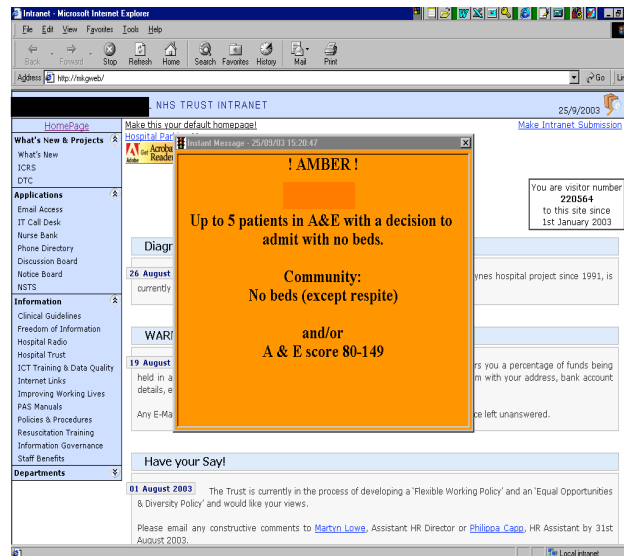 Intranet - Microsoft Internet Explorer
File Edit View Favorites Tools Help
Back Forward Stop Refresh Home Search Favorites History Mail Print
Address http://mkgweb/ Go
NHS TRUST INTRANET
25/9/2003
HomePage
Make this your default homepage!
Make Intranet Submission
What's New & Projects
What's New
ICRS
DTC
Applications
Email Access
IT Call Desk
Nurse Bank
Phone Directory
Discussion Board
Notice Board
NSTS
Information
Clinical Guidelines
Freedom of Information
Hospital Radio
Hospital Trust
ICT Training & Data Quality
Internet Links
Improving Working Lives
PAS Manuals
Policies & Procedures
Resuscitation Training
Information Governance
Staff Benefits
Departments
Hospital
Get Acrobat
Adobe Reader
You are visitor number
220564
to this site since
1st January 2003
Instant Message - 25/09/03 15:20:47
! AMBER !
Up to 5 patients in A&E with a decision to
admit with no beds.
Community:
No beds (except respite)
and/or
A & E score 80-149
26 August
hospital project since 1991, is
currently
19 August
you a percentage of funds being
held in a
with your address, bank account
details,
Any
left unanswered.
Have your Say!
01 August 2003 The Trust is currently in the process of developing a 'Flexible Working Policy' and an 'Equal Opportunities
& Diversity Policy' and would like your views.
Please email any constructive comments to Martyn Lowe, Assistant HR Director or Philippa Capp, HR Assistant by 31st
August 2003.
Local intranet